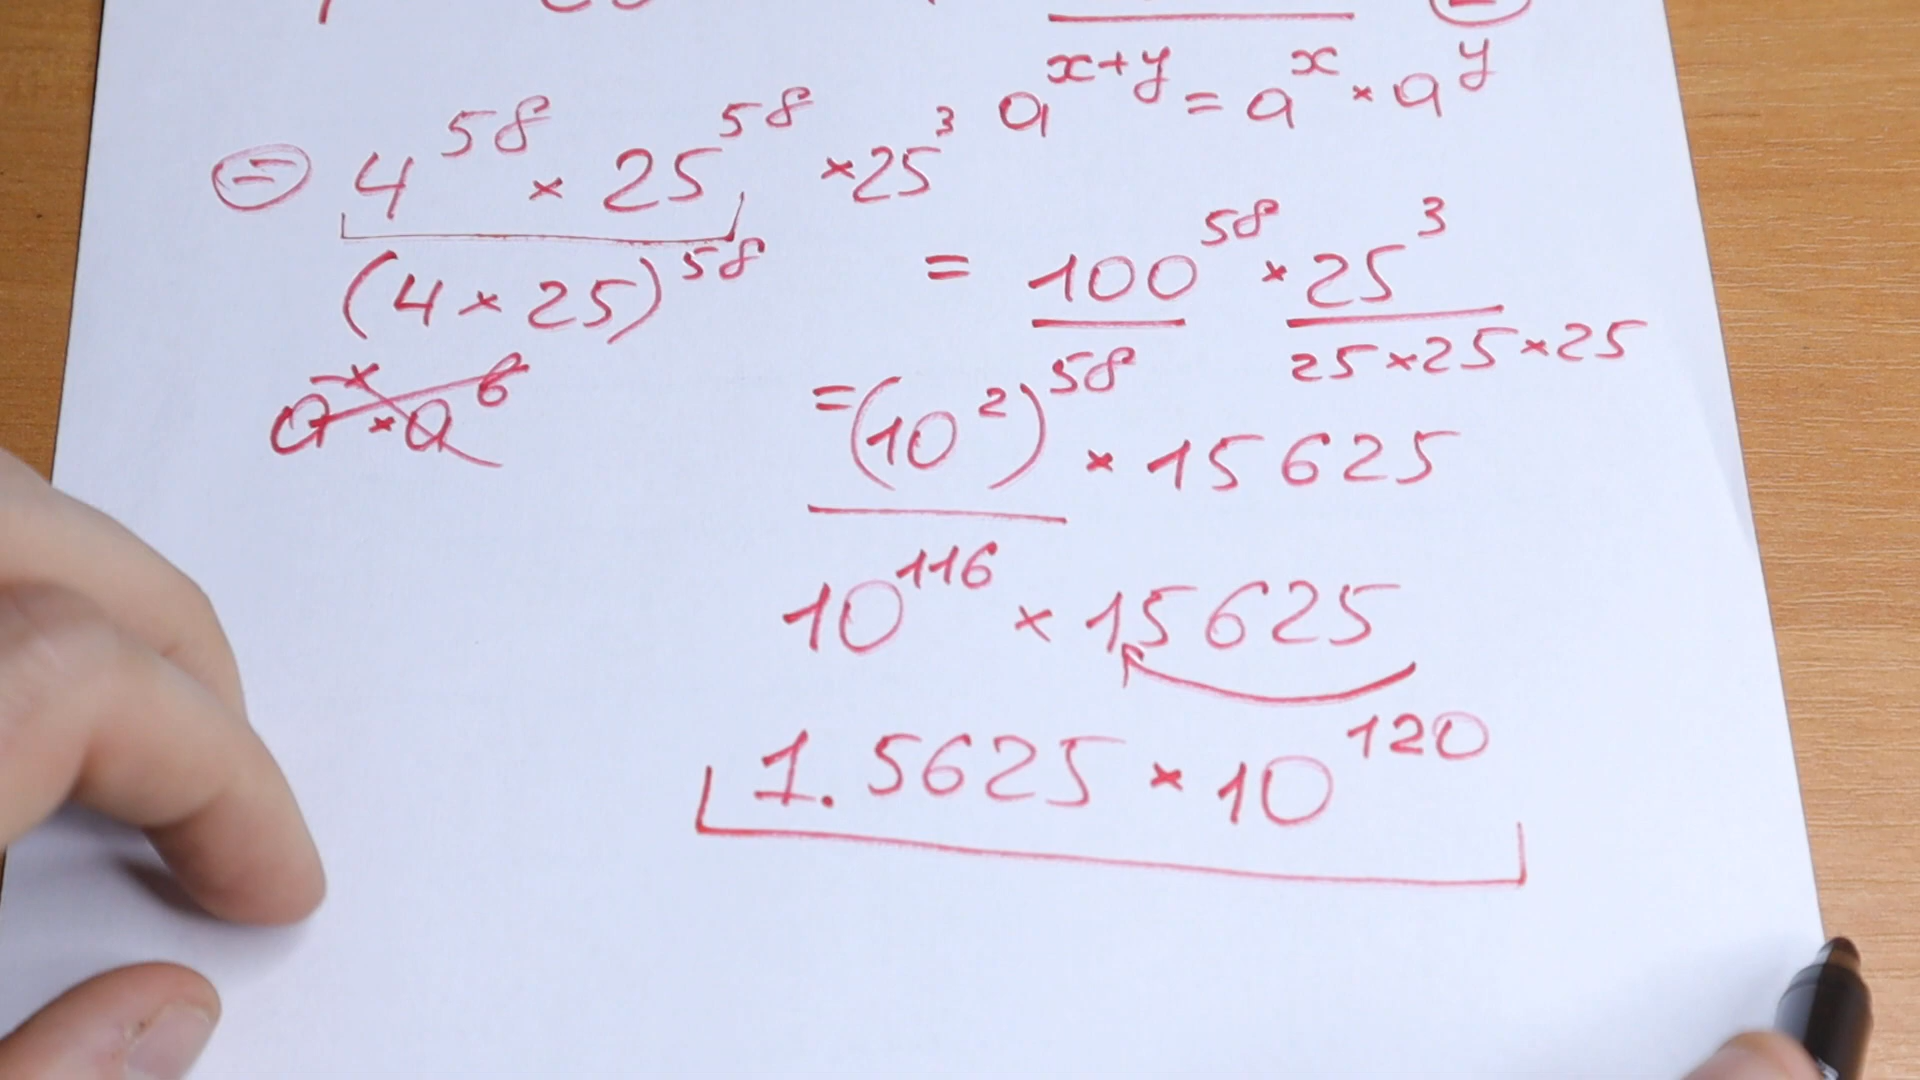 a^{x+y} = a^x × a^y
⊜ 4^{58} × 25^{58} × 25^3
(4 × 25)^{58}
= 100^{58} × 25^3
25 × 25 × 25
= (10^2)^{58} × 15625
10^{116} × 15625
1.5625 × 10^{120}